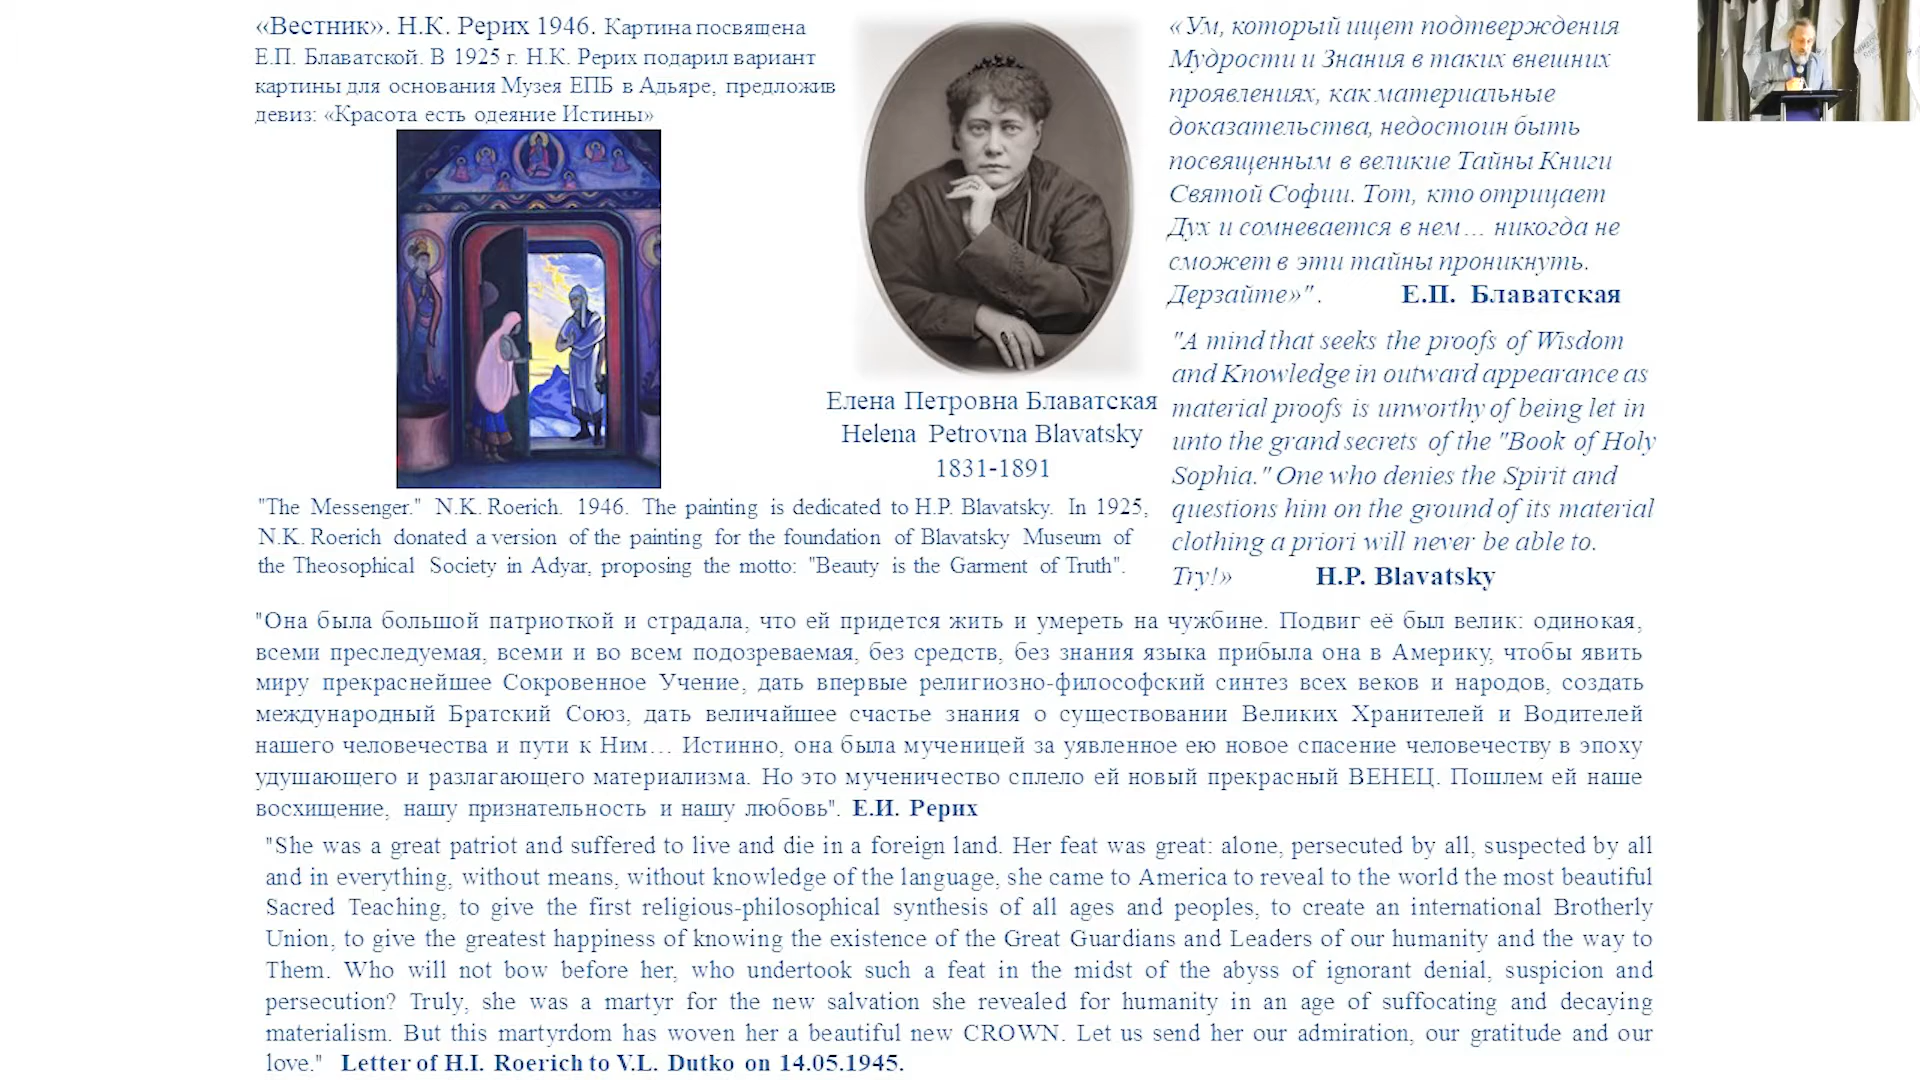 «Вестник». Н.К. Рерих 1946. Картина посвящена
Е.П. Блаватской. В 1925 г. Н.К. Рерих подарил вариант
картины для основания Музея ЕПБ в Адьяре, предложив
девиз: «Красота есть одеяние Истины»
"The Messenger." N.K. Roerich. 1946. The painting is dedicated to H.P. Blavatsky. In 1925,
N.K. Roerich donated a version of the painting for the foundation of Blavatsky Museum of
the Theosophical Society in Adyar, proposing the motto: "Beauty is the Garment of Truth".
Елена Петровна Блаватская
Helena Petrovna Blavatsky
1831-1891
«Ум, который ищет подтверждения
Мудрости и Знания в таких внешних
проявлениях, как материальные
доказательства, недостоин быть
посвященным в великие Тайны Книги
Святой Софии. Тот, кто отрицает
Дух и сомневается в нем… никогда не
сможет в эти тайны проникнуть.
Дерзайте»". Е.П. Блаватская
"A mind that seeks the proofs of Wisdom
and Knowledge in outward appearance as
material proofs is unworthy of being let in
unto the grand secrets of the "Book of Holy
Sophia." One who denies the Spirit and
questions him on the ground of its material
clothing a priori will never be able to.
Try!» H.P. Blavatsky
"Она была большой патриоткой и страдала, что ей придется жить и умереть на чужбине. Подвиг её был велик: одинокая,
всеми преследуемая, всеми и во всем подозреваемая, без средств, без знания языка прибыла она в Америку, чтобы явить
миру прекраснейшее Сокровенное Учение, дать впервые религиозно-философский синтез всех веков и народов, создать
международный Братский Союз, дать величайшее счастье знания о существовании Великих Хранителей и Водителей
нашего человечества и пути к Ним… Истинно, она была мученицей за уявленное ею новое спасение человечеству в эпоху
удушающего и разлагающего материализма. Но это мученичество сплело ей новый прекрасный ВЕНЕЦ. Пошлем ей наше
восхищение, нашу признательность и нашу любовь". Е.И. Рерих
"She was a great patriot and suffered to live and die in a foreign land. Her feat was great: alone, persecuted by all, suspected by all
and in everything, without means, without knowledge of the language, she came to America to reveal to the world the most beautiful
Sacred Teaching, to give the first religious-philosophical synthesis of all ages and peoples, to create an international Brotherly
Union, to give the greatest happiness of knowing the existence of the Great Guardians and Leaders of our humanity and the way to
Them. Who will not bow before her, who undertook such a feat in the midst of the abyss of ignorant denial, suspicion and
persecution? Truly, she was a martyr for the new salvation she revealed for humanity in an age of suffocating and decaying
materialism. But this martyrdom has woven her a beautiful new CROWN. Let us send her our admiration, our gratitude and our
love." Letter of H.I. Roerich to V.L. Dutko on 14.05.1945.